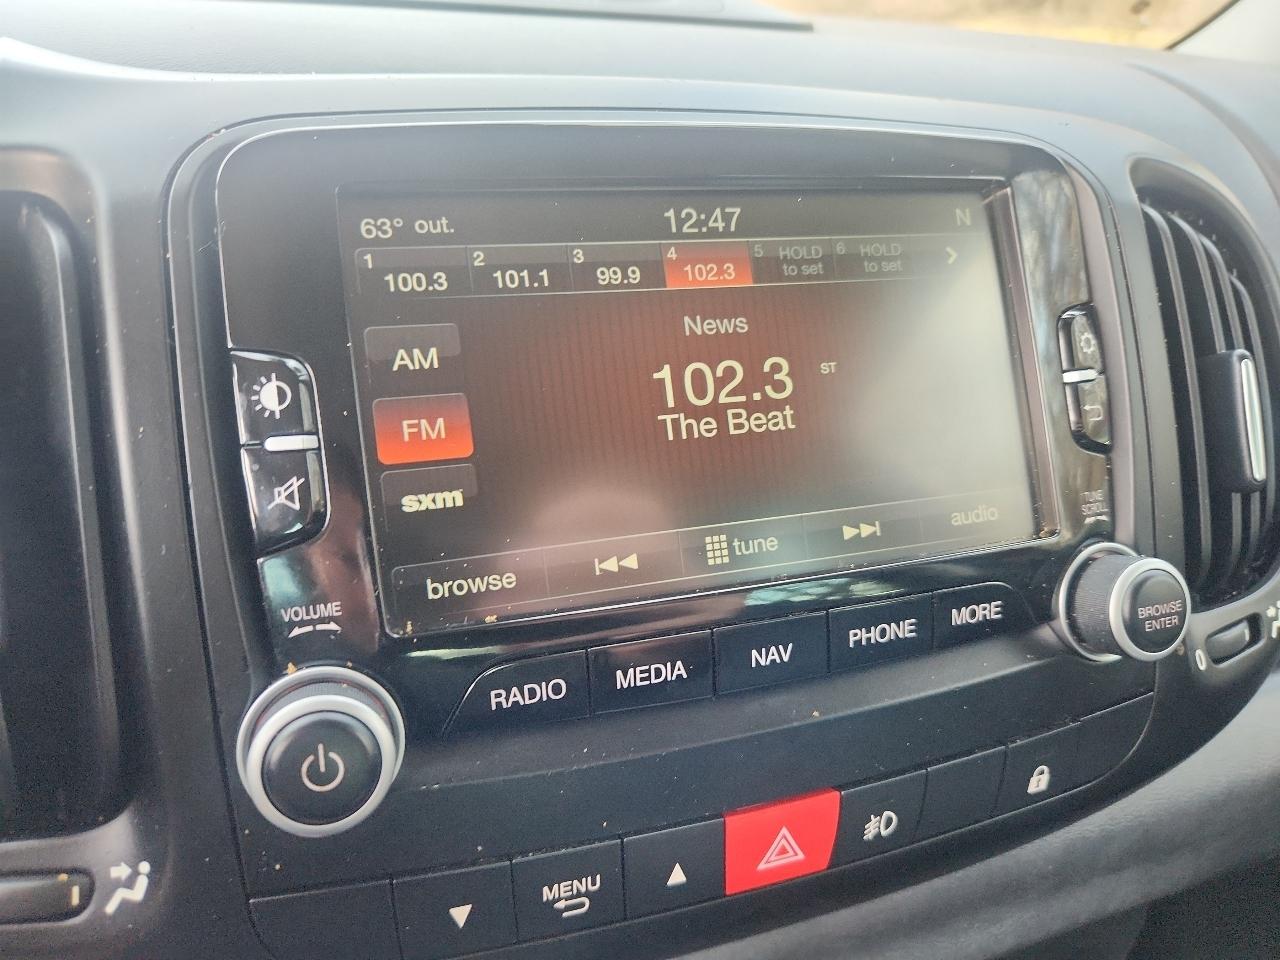 63° out. 12:47 N
1 100.3 2 101.1 3 99.9 4 102.3 5 HOLD to set 6 HOLD to set
News
AM
102.3 ST
The Beat
FM
sxm
browse tune audio
VOLUME
TUNE
SCROLL
RADIO MEDIA NAV PHONE MORE
BROWSE
ENTER
0
MENU